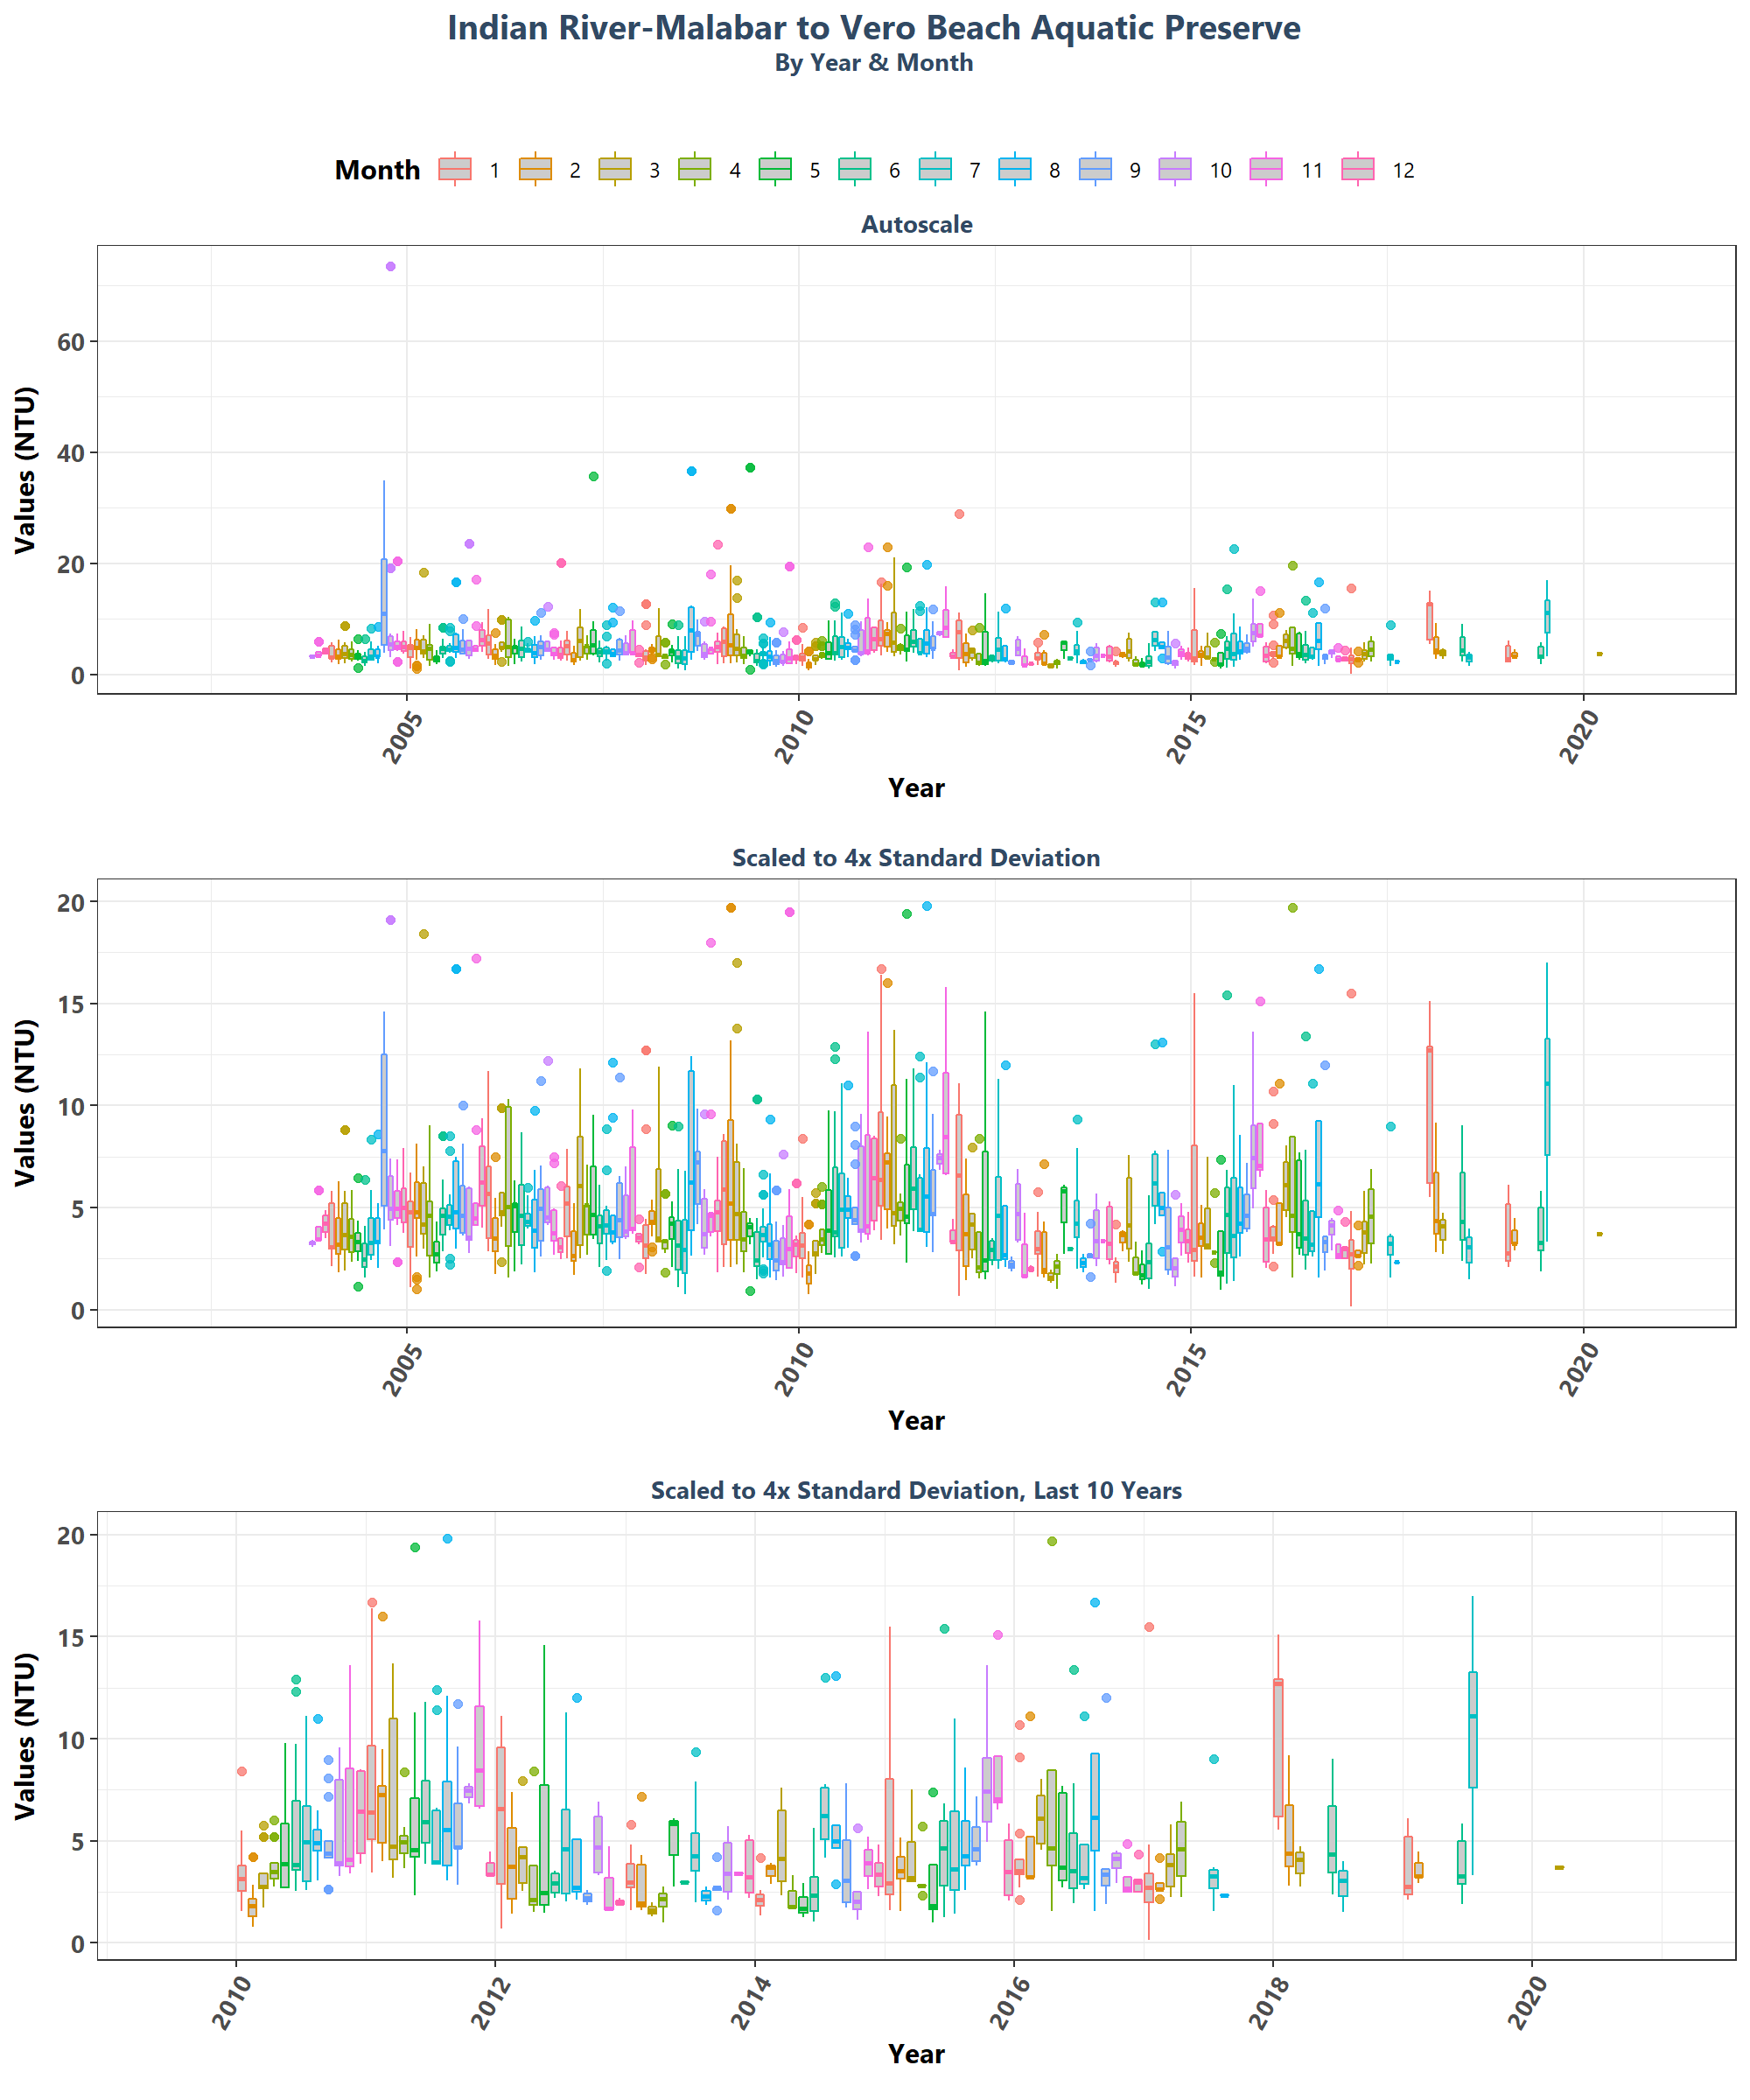 Indian River-Malabar to Vero Beach Aquatic Preserve
By Year & Month
Month 1 2 3 4 5 6 7 8 9 10 11 12
Autoscale
Values (NTU)
60
40
20
0
2005 2010 2015 2020
Year
Scaled to 4x Standard Deviation
Values (NTU)
20
15
10
5
0
2005 2010 2015 2020
Year
Scaled to 4x Standard Deviation, Last 10 Years
Values (NTU)
20
15
10
5
0
2010 2012 2014 2016 2018 2020
Year